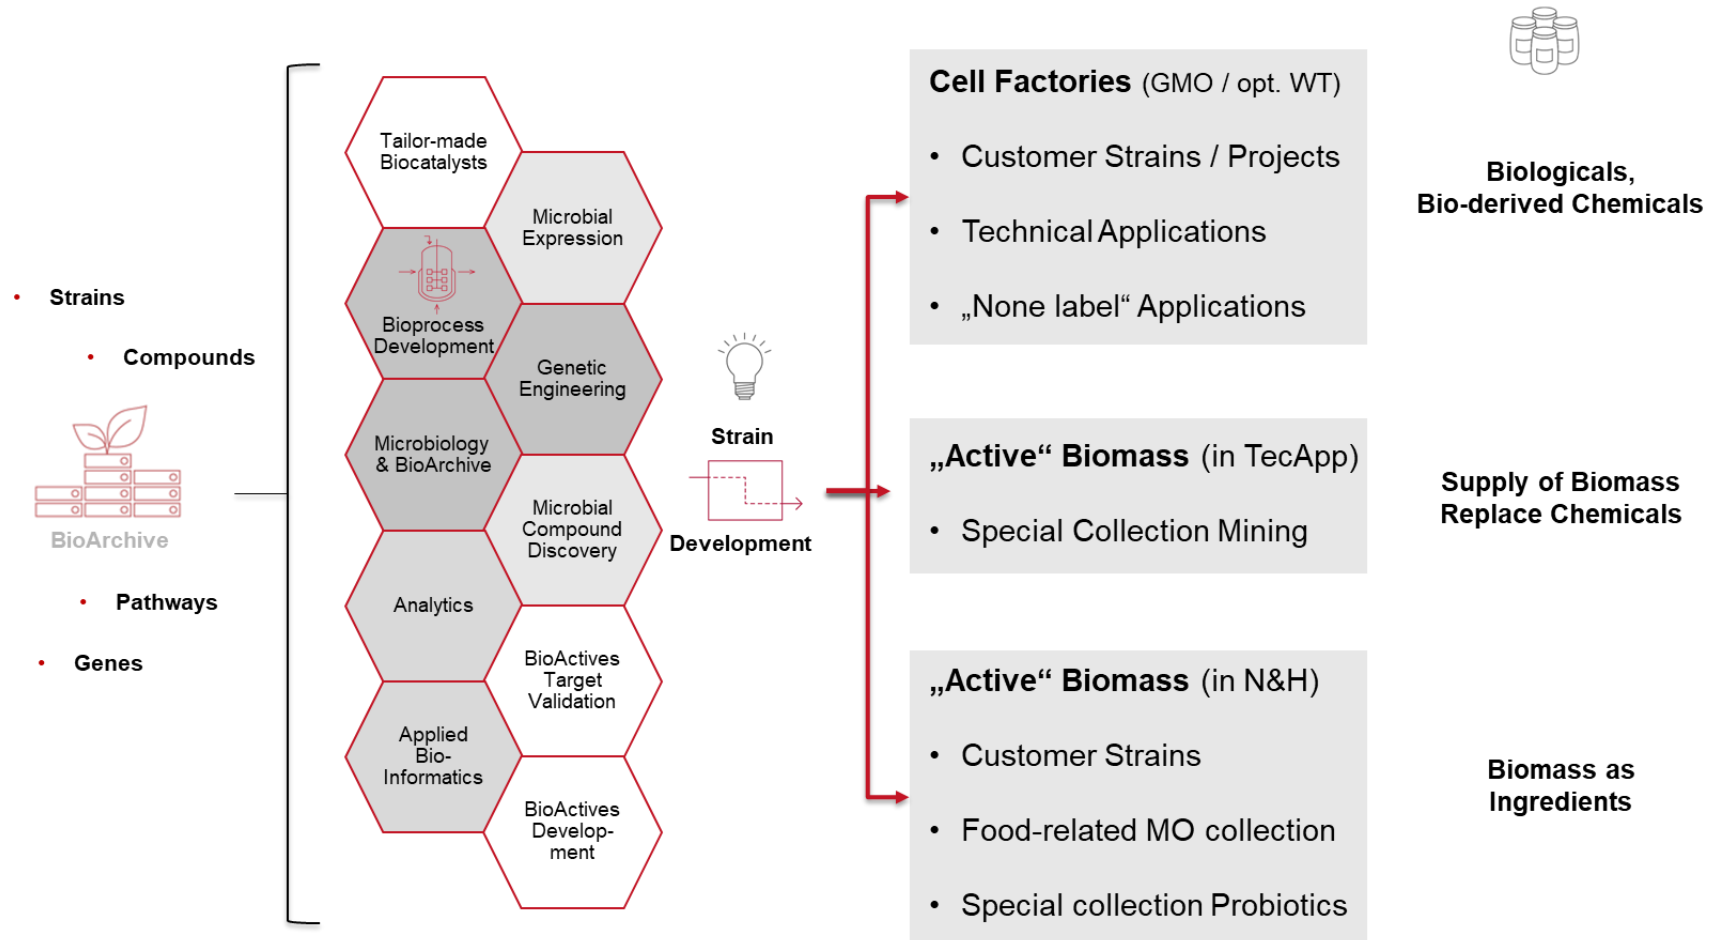 Strains
Compounds
BioArchive
Pathways
Genes
Tailor-made
Biocatalysts
Microbial
Expression
Bioprocess
Development
Genetic
Engineering
Microbiology
& BioArchive
Microbial
Compound
Discovery
Analytics
BioActives
Target
Validation
Applied
Bio-
Informatics
BioActives
Develop-
ment
Strain
Development
Cell Factories (GMO / opt. WT)
• Customer Strains / Projects
• Technical Applications
• „None label“ Applications
„Active“ Biomass (in TecApp)
• Special Collection Mining
„Active“ Biomass (in N&H)
• Customer Strains
• Food-related MO collection
• Special collection Probiotics
Biologicals,
Bio-derived Chemicals
Supply of Biomass
Replace Chemicals
Biomass as
Ingredients